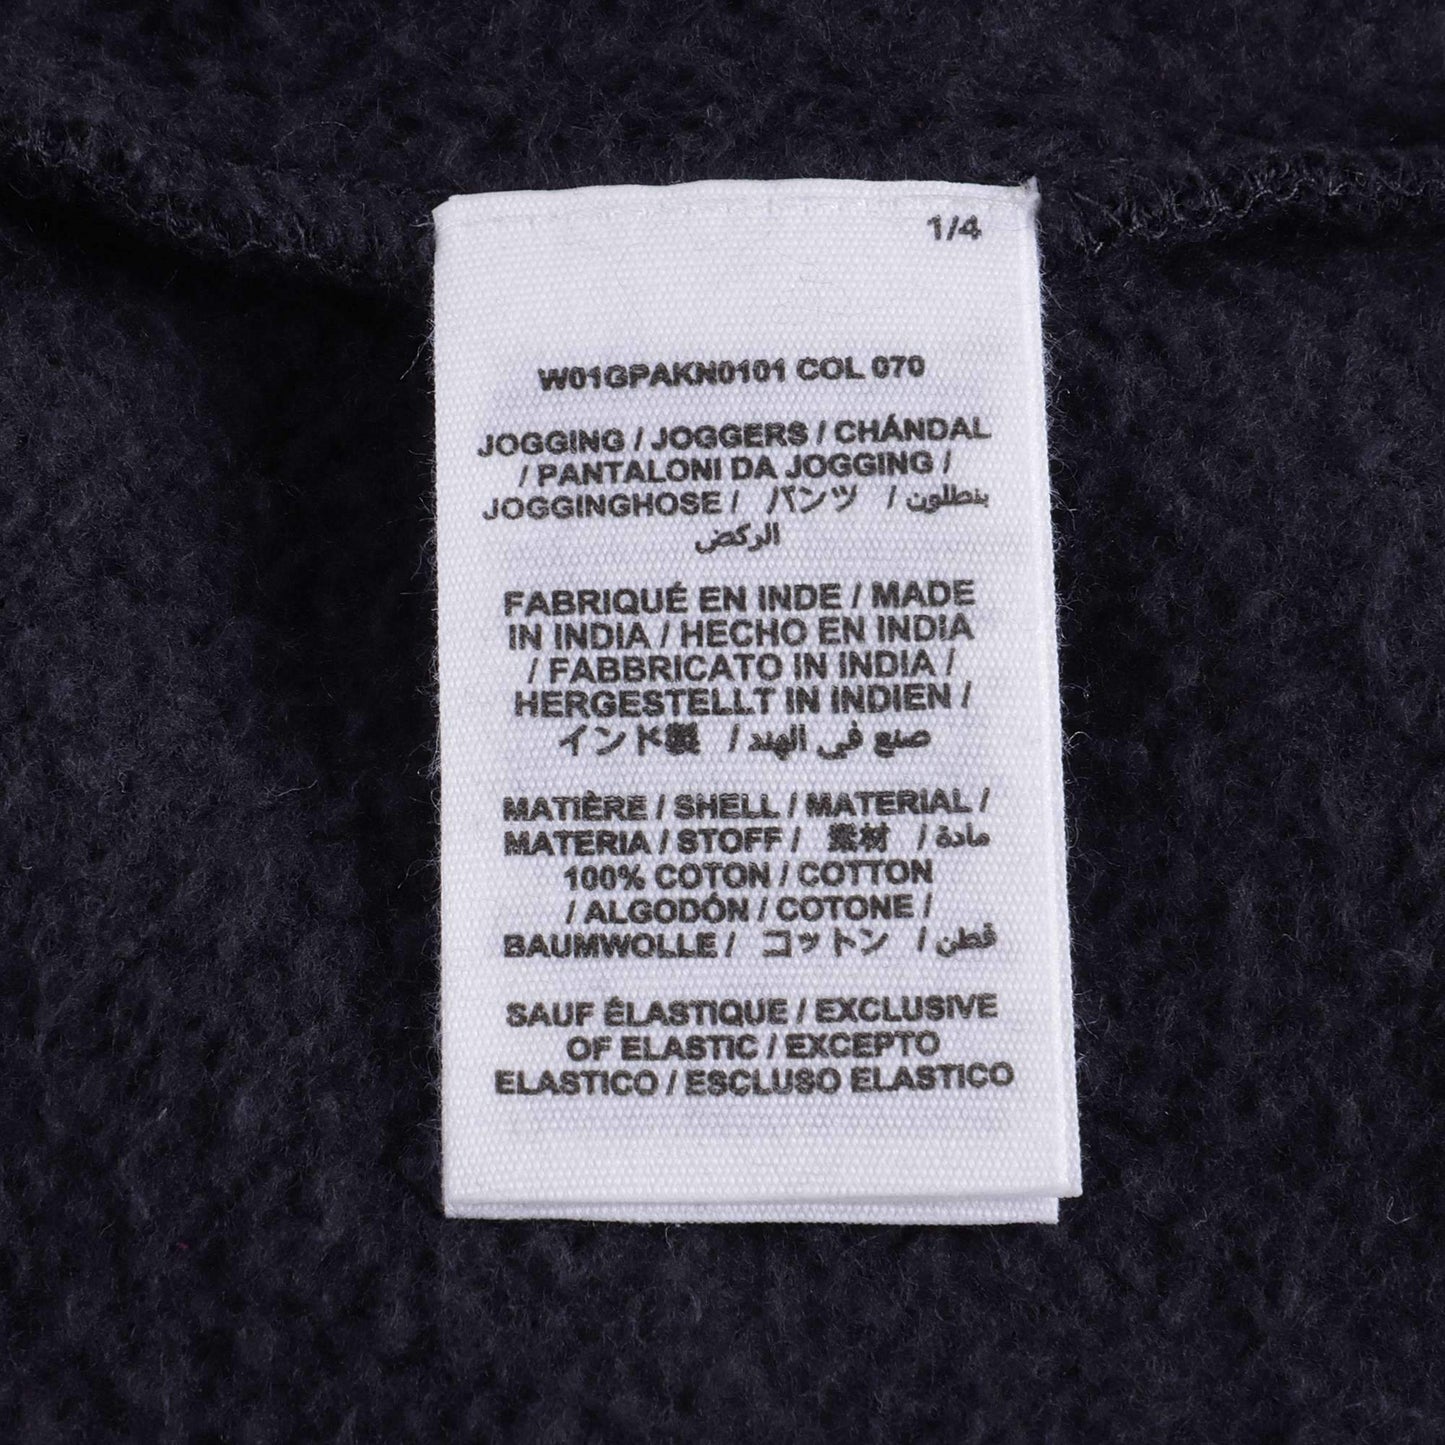 1/4
W01GPAKN0101 COL 070
JOGGING / JOGGERS / CHÁNDAL
/ PANTALONI DA JOGGING /
JOGGINGHOSE / パンツ / بنطلون
الركض
FABRIQUÉ EN INDE / MADE
IN INDIA / HECHO EN INDIA
/ FABBRICATO IN INDIA /
HERGESTELLT IN INDIEN /
インド製 / صنع في الهند
MATIÈRE / SHELL / MATERIAL /
MATERIA / STOFF / 素材 / مادة
100% COTON / COTTON
/ ALGODÓN / COTONE /
BAUMWOLLE / コットン / قطن
SAUF ÉLASTIQUE / EXCLUSIVE
OF ELASTIC / EXCEPTO
ELASTICO / ESCLUSO ELASTICO